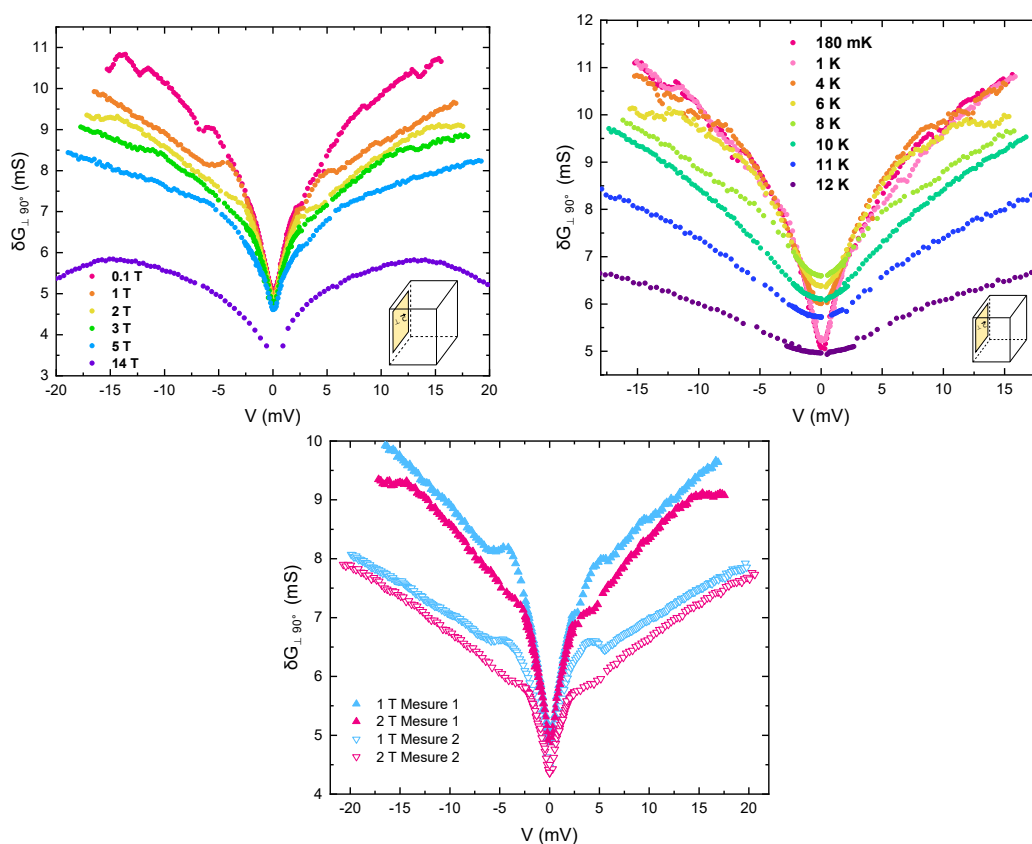 11
10
9
8
7
6
5
4
3
δG⊥ 90° (mS)
0.1 T
1 T
2 T
3 T
5 T
14 T
-20 -15 -10 -5 0 5 10 15 20
V (mV)
12
11
10
9
8
7
6
5
δG⊥ 90° (mS)
180 mK
1 K
4 K
6 K
8 K
10 K
11 K
12 K
-15 -10 -5 0 5 10 15
V (mV)
10
9
8
7
6
5
4
δG⊥ 90° (mS)
1 T Mesure 1
2 T Mesure 1
1 T Mesure 2
2 T Mesure 2
-20 -15 -10 -5 0 5 10 15 20
V (mV)